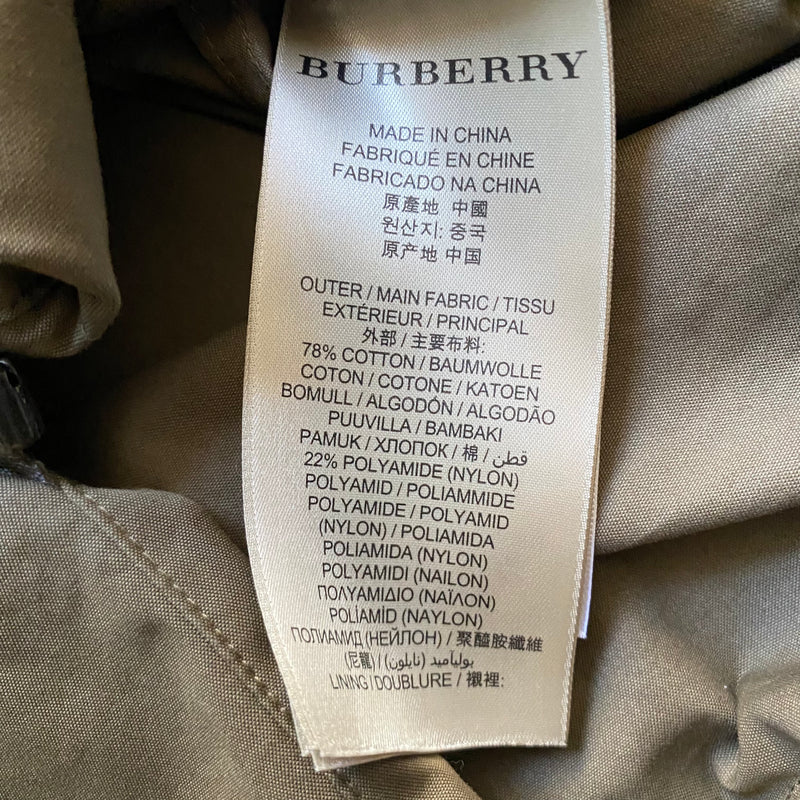 BURBERRY
MADE IN CHINA
FABRIQUÉ EN CHINE
FABRICADO NA CHINA
原產地 中國
원산지: 중국
原产地 中国
OUTER / MAIN FABRIC / TISSU
EXTÉRIEUR / PRINCIPAL
外部 / 主要布料:
78% COTTON / BAUMWOLLE
COTON / COTONE / KATOEN
BOMULL / ALGODÓN / ALGODÃO
PUUVILLA / BAMBAKI
PAMUK / ХЛОПОК / 棉 / قطن
22% POLYAMIDE (NYLON)
POLYAMID / POLIAMMIDE
POLYAMIDE / POLYAMID
(NYLON) / POLIAMIDA
POLIAMIDA (NYLON)
POLYAMIDI (NAILON)
ΠΟΛΥΑΜΙΔΙΟ (ΝΑΪΛΟΝ)
POLİAMİD (NAYLON)
ПОЛИАМИД (НЕЙЛОН) / 聚醯胺纖維
(尼龍) / بولياميد (نايلون)
LINING / DOUBLURE / 襯裡: